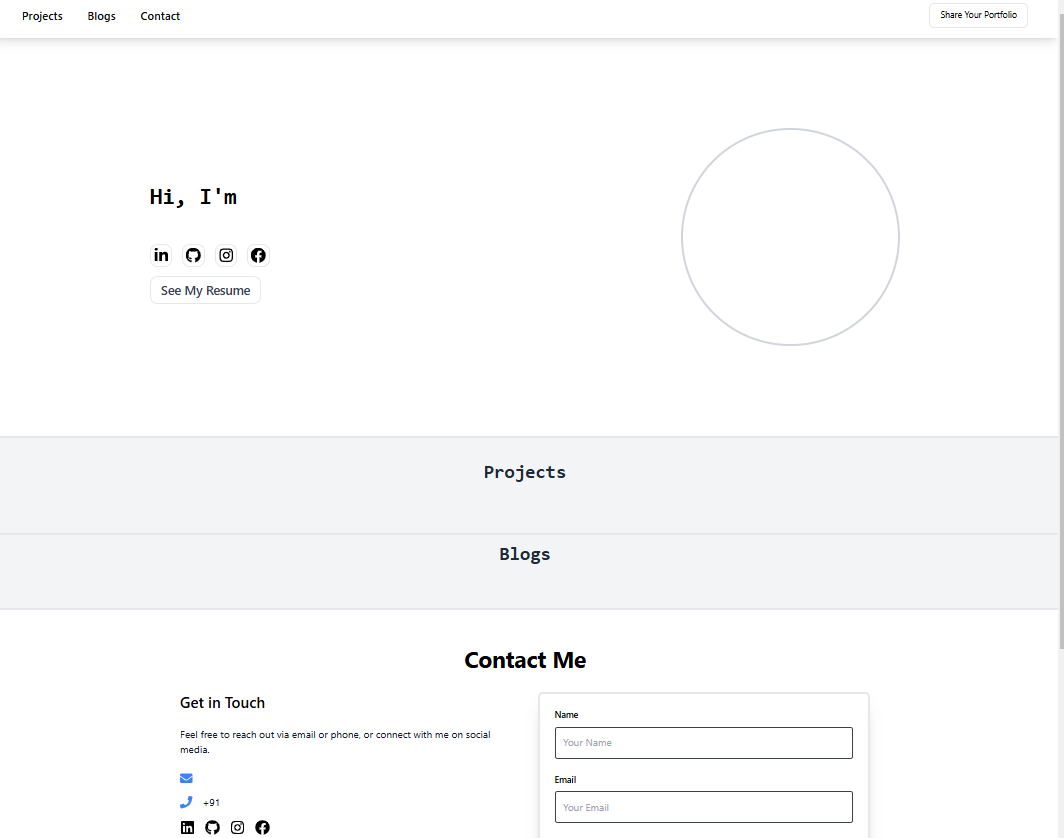 Projects Blogs Contact Share Your Portfolio
Hi, I'm
See My Resume
Projects
Blogs
Contact Me
Get in Touch
Feel free to reach out via email or phone, or connect with me on social
media.
+91
Name
Your Name
Email
Your Email